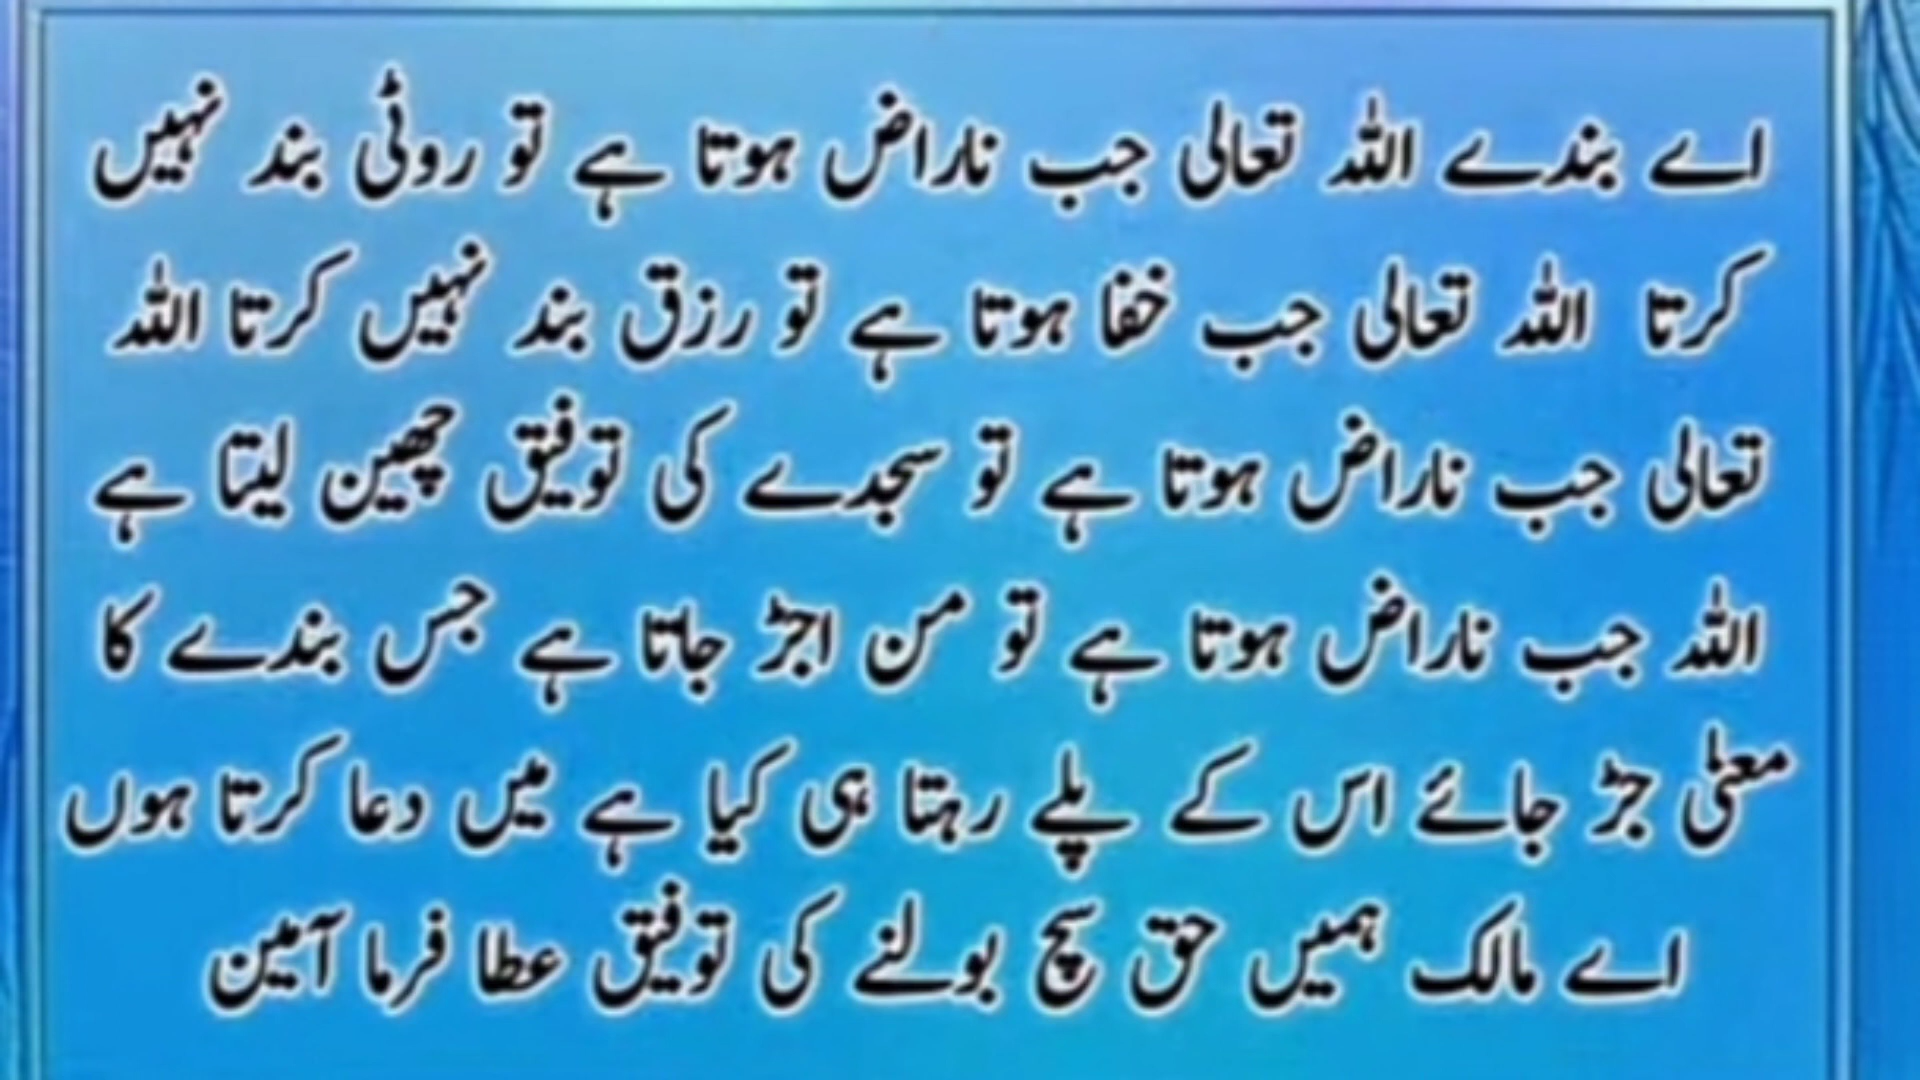 اے بندے اللہ تعالی جب ناراض ہوتا ہے تو روٹی بند نہیں
کرتا اللہ تعالی جب خفا ہوتا ہے تو رزق بند نہیں کرتا اللہ
تعالی جب ناراض ہوتا ہے تو سجدے کی توفیق چھین لیتا ہے
اللہ جب ناراض ہوتا ہے تو من اجڑ جاتا ہے جس بندے کا
معنٰی جڑ جائے اس کے پلے رہتا ہی کیا ہے میں دعا کرتا ہوں
اے مالک ہمیں حق سچ بولنے کی توفیق عطا فرما آمین